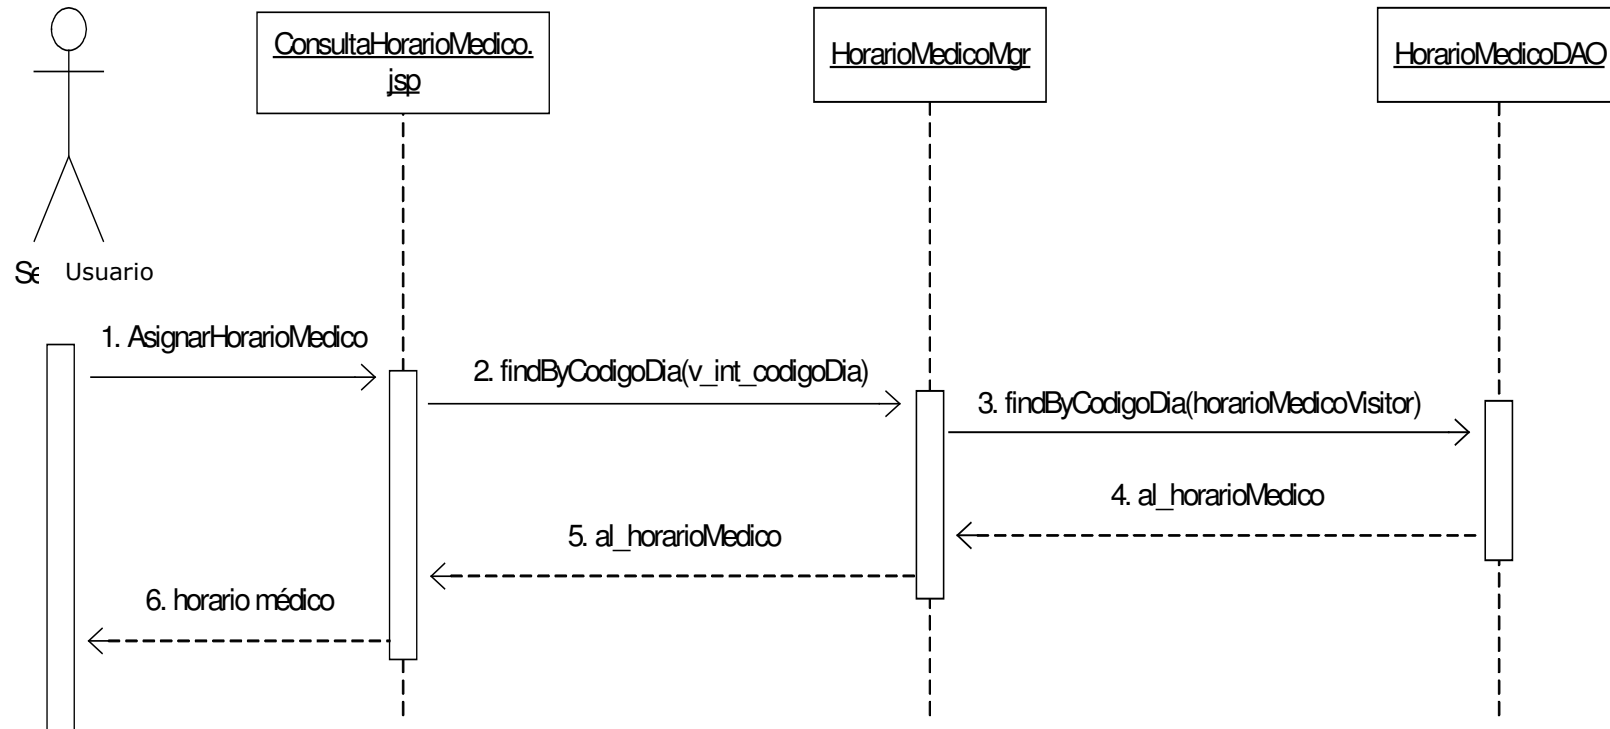 ConsultaHorarioMedico.
jsp
HorarioMedicoMgr
HorarioMedicoDAO
Usuario
1. AsignarHorarioMedico
2. findByCodigoDia(v_int_codigoDia)
3. findByCodigoDia(horarioMedicoVisitor)
4. al_horarioMedico
5. al_horarioMedico
6. horario médico